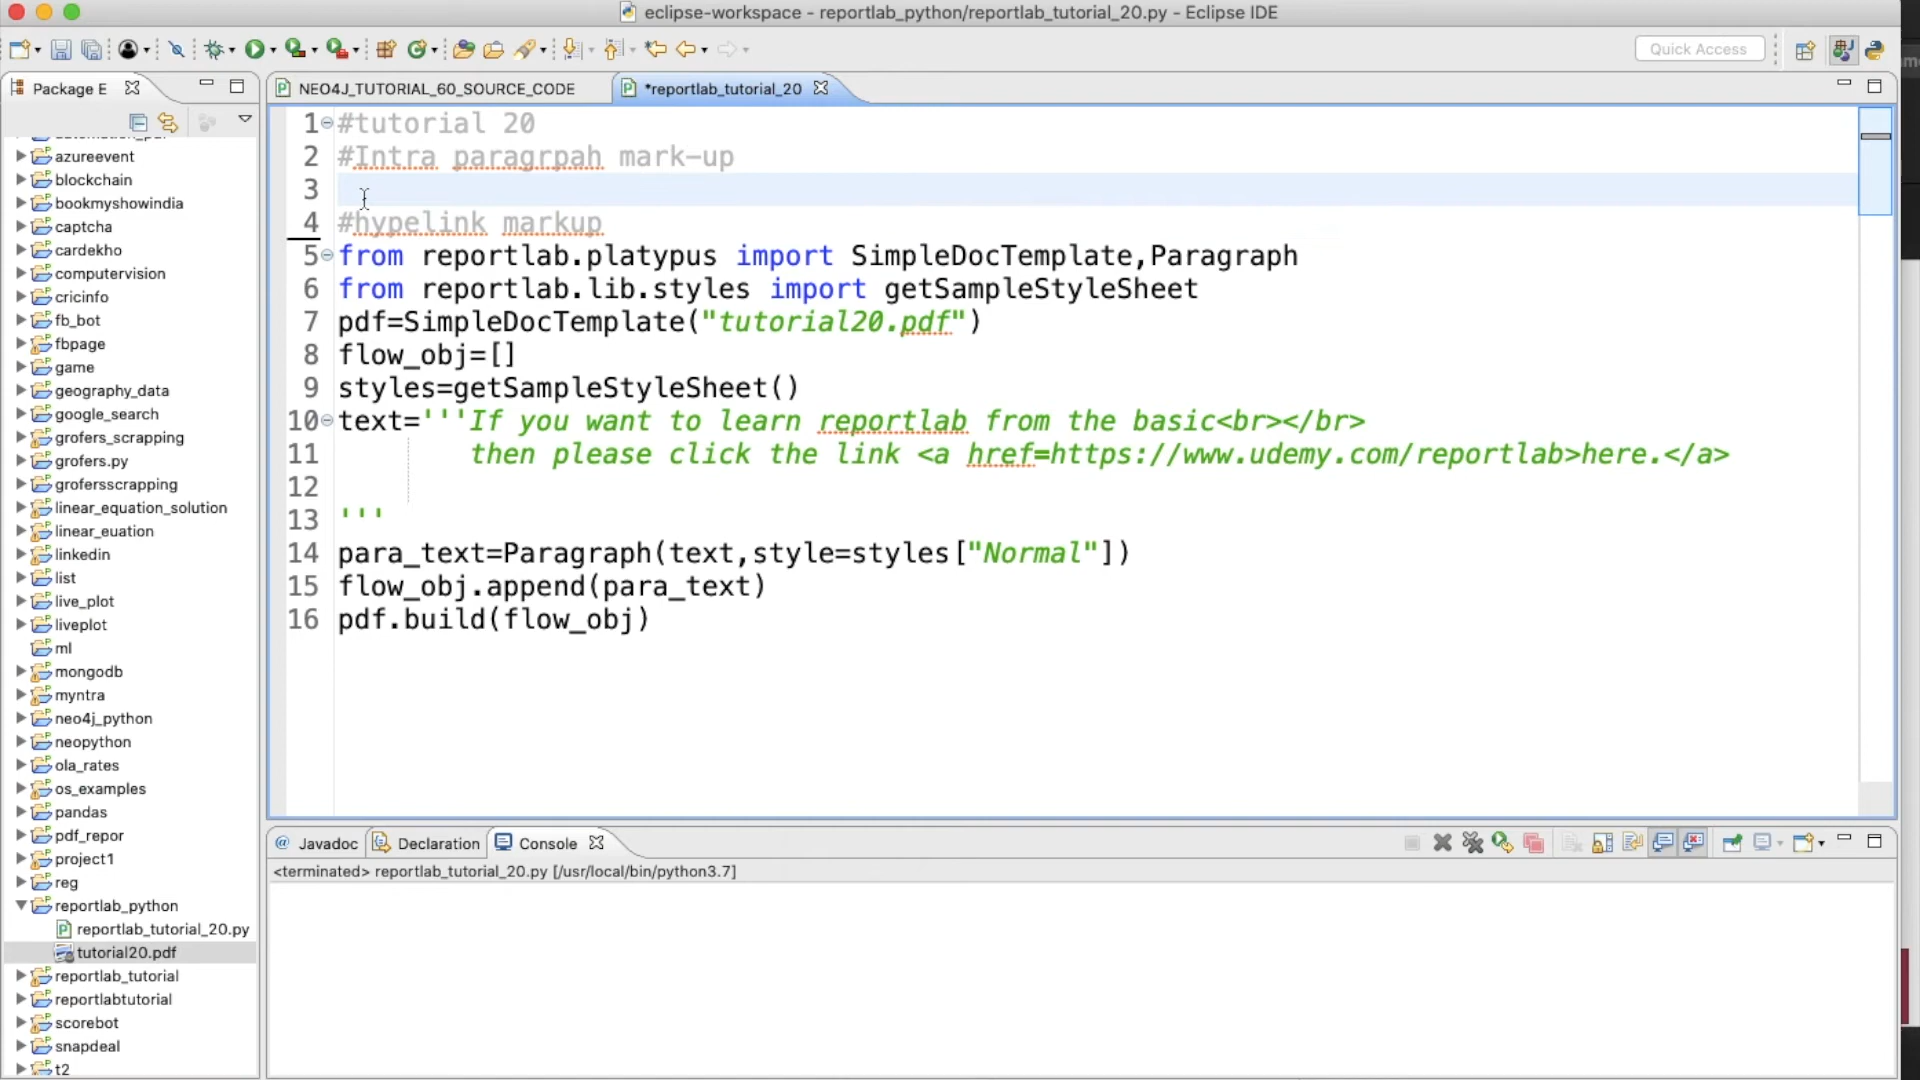 eclipse-workspace - reportlab_python/reportlab_tutorial_20.py - Eclipse IDE
Quick Access
Package E
NEO4J_TUTORIAL_60_SOURCE_CODE
*reportlab_tutorial_20
azureevent
blockchain
bookmyshowindia
captcha
cardekho
computervision
cricinfo
fb_bot
fbpage
game
geography_data
google_search
grofers_scrapping
grofers.py
grofersscrapping
linear_equation_solution
linear_euation
linkedin
list
live_plot
liveplot
ml
mongodb
myntra
neo4j_python
neopython
ola_rates
os_examples
pandas
pdf_repor
project1
reg
reportlab_python
reportlab_tutorial_20.py
tutorial20.pdf
reportlab_tutorial
reportlabtutorial
scorebot
snapdeal
t2
1 #tutorial 20
2 #Intra paragrpah mark-up
3
4 #hypelink markup
5 from reportlab.platypus import SimpleDocTemplate,Paragraph
6 from reportlab.lib.styles import getSampleStyleSheet
7 pdf=SimpleDocTemplate("tutorial20.pdf")
8 flow_obj=[]
9 styles=getSampleStyleSheet()
10 text='''If you want to learn reportlab from the basic<br></br>
11 then please click the link <a href=https://www.udemy.com/reportlab>here.</a>
12
13 '''
14 para_text=Paragraph(text,style=styles["Normal"])
15 flow_obj.append(para_text)
16 pdf.build(flow_obj)
@ Javadoc
Declaration
Console
<terminated> reportlab_tutorial_20.py [/usr/local/bin/python3.7]